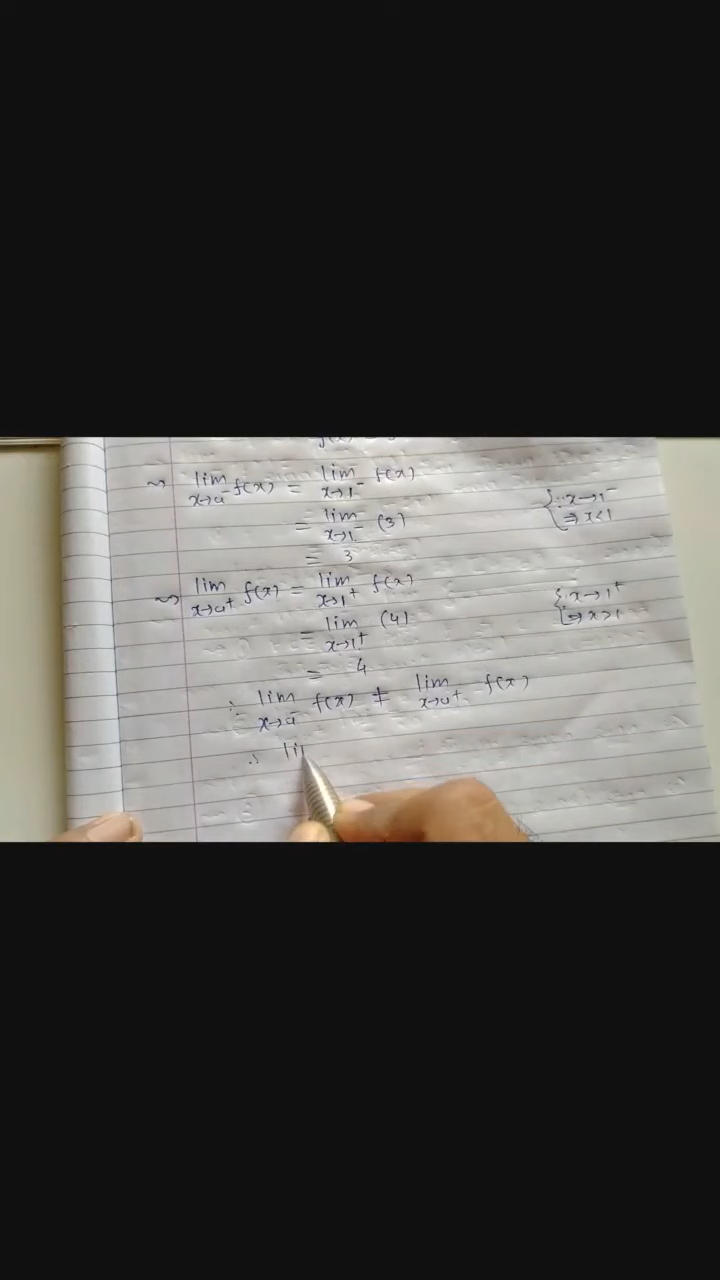 ⇝ lim x→a⁻ f(x) = lim x→1⁻ f(x)
= lim x→1⁻ (3) {∵ x→1⁻ ⇒ x<1
= 3
⇝ lim x→a⁺ f(x) = lim x→1⁺ f(x)
= lim x→1⁺ (4) {∵ x→1⁺ ⇒ x>1
= 4
∴ lim x→a⁻ f(x) ≠ lim x→a⁺ f(x)
∴ li